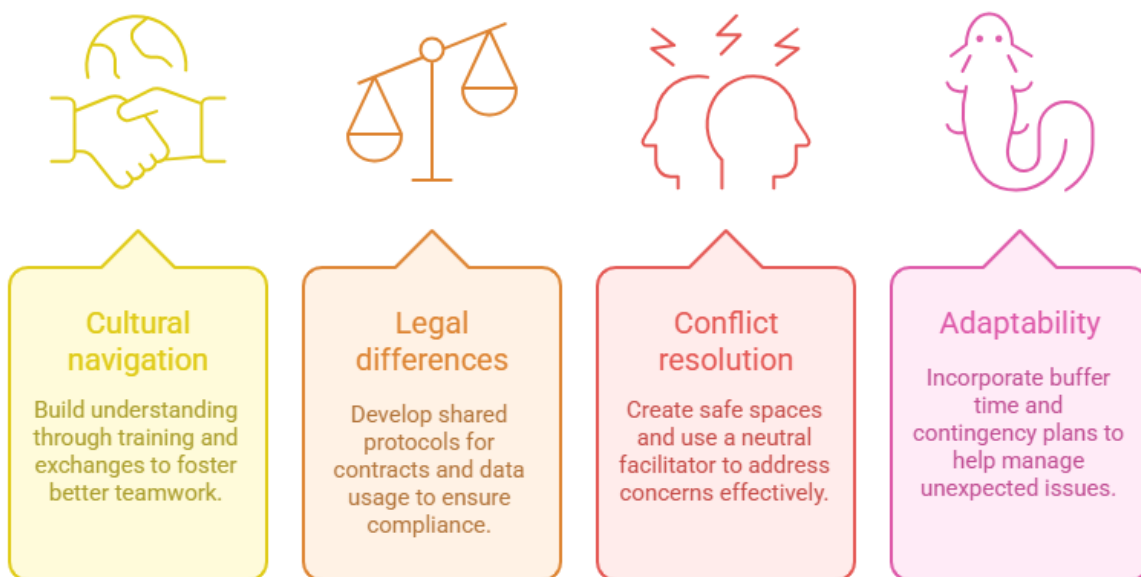 Cultural
navigation
Build understanding
through training and
exchanges to foster
better teamwork.
Legal
differences
Develop shared
protocols for
contracts and data
usage to ensure
compliance.
Conflict
resolution
Create safe spaces
and use a neutral
facilitator to address
concerns effectively.
Adaptability
Incorporate buffer
time and
contingency plans to
help manage
unexpected issues.